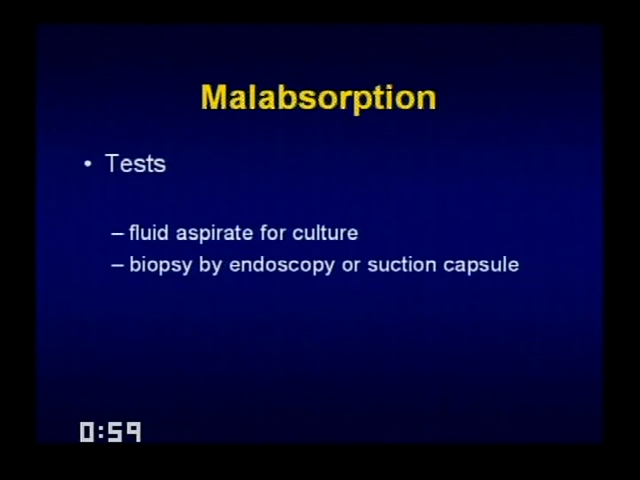 Malabsorption
• Tests
– fluid aspirate for culture
– biopsy by endoscopy or suction capsule
0:59